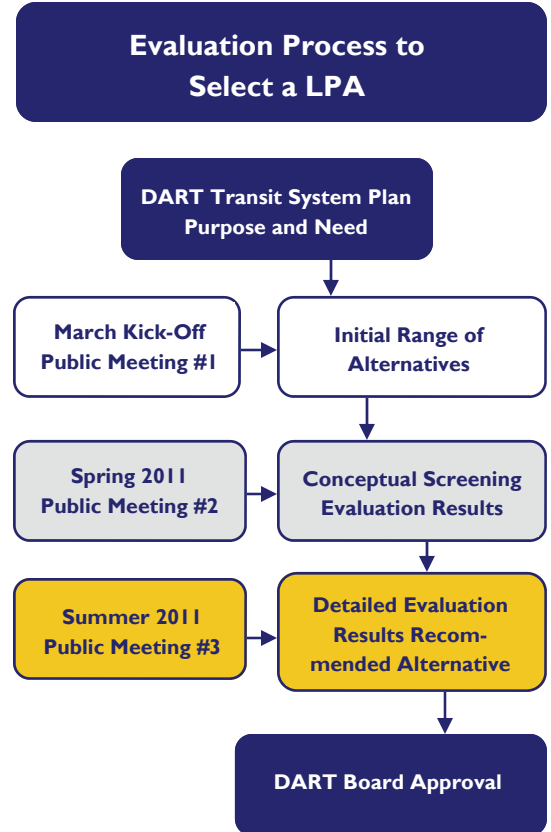 Evaluation Process to
Select a LPA
DART Transit System Plan
Purpose and Need
March Kick-Off
Public Meeting #1
Initial Range of
Alternatives
Spring 2011
Public Meeting #2
Conceptual Screening
Evaluation Results
Summer 2011
Public Meeting #3
Detailed Evaluation
Results Recom-
mended Alternative
DART Board Approval